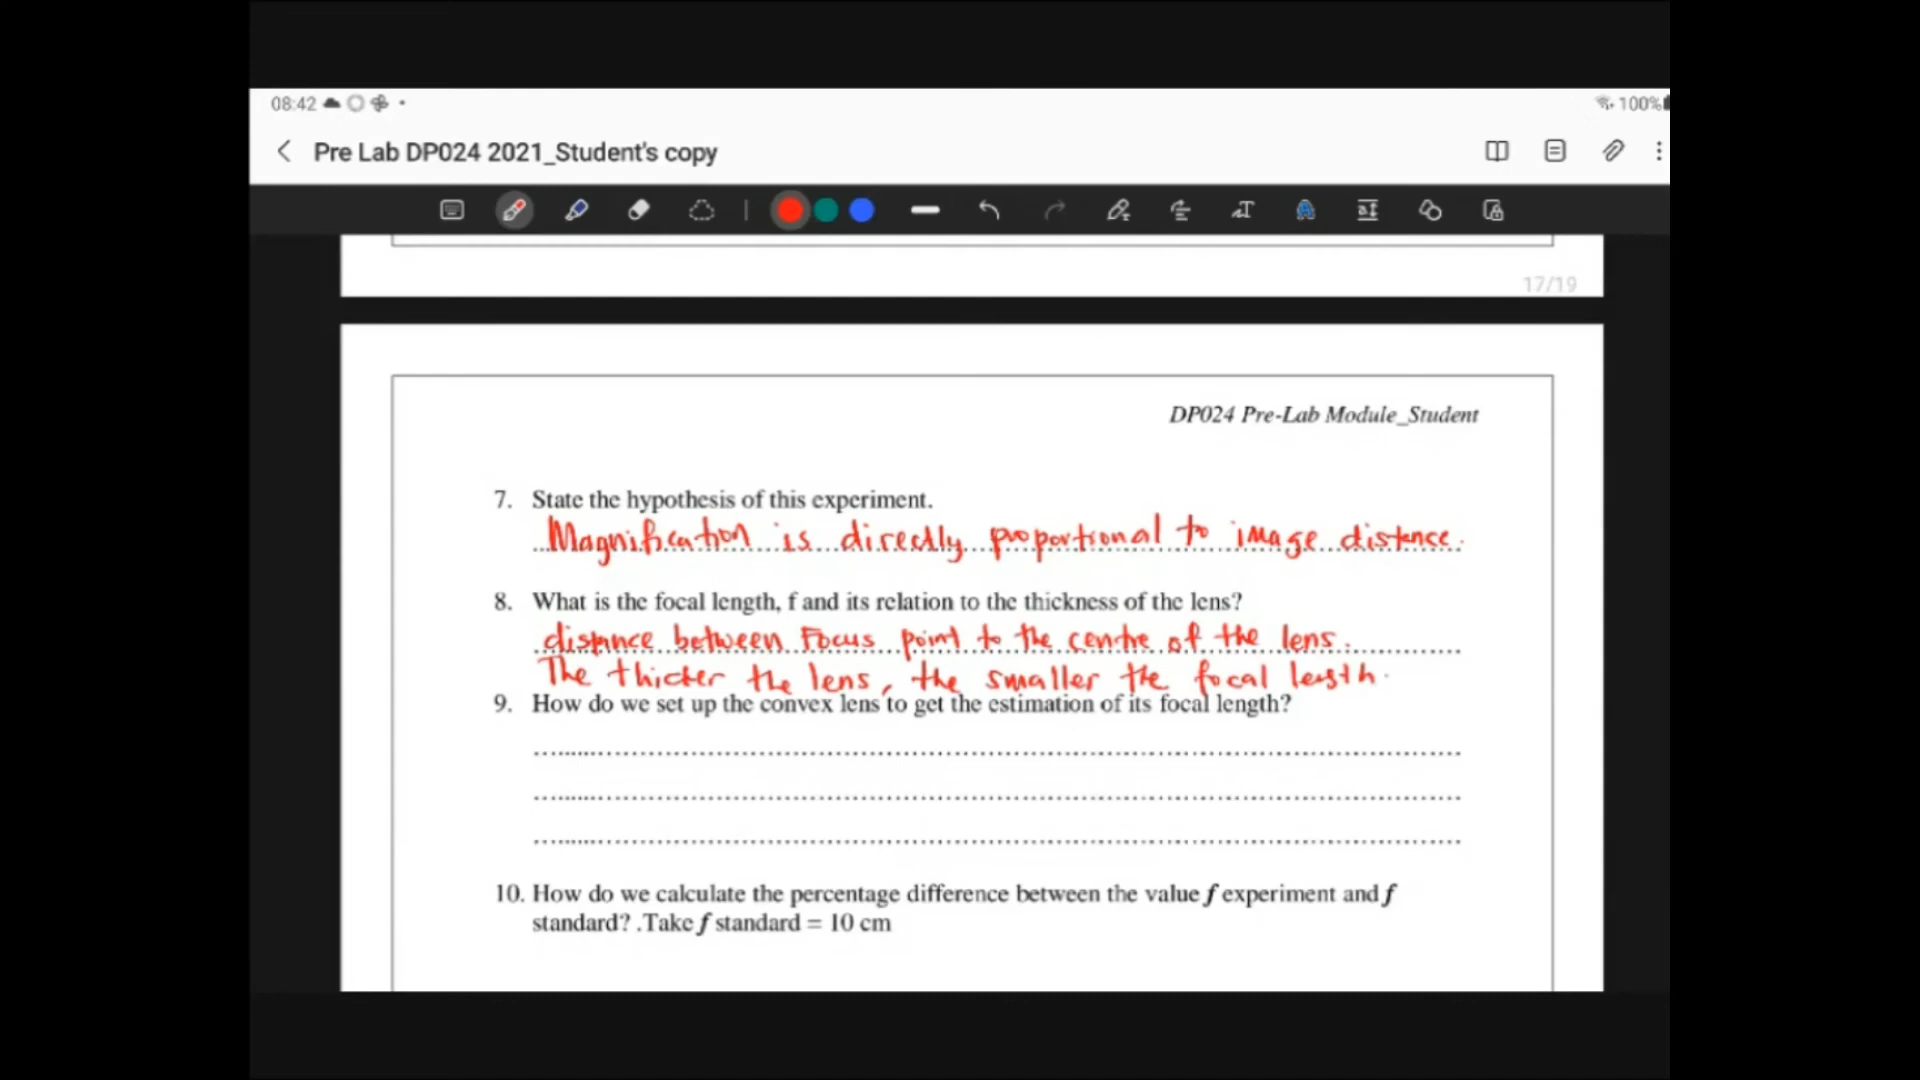 08:42
100%
Pre Lab DP024 2021_Student's copy
17/19
DP024 Pre-Lab Module_Student
7. State the hypothesis of this experiment.
Magnification is directly proportional to image distance.
8. What is the focal length, f and its relation to the thickness of the lens?
distance between Focus point to the centre of the lens.
The thicker the lens, the smaller the focal length.
9. How do we set up the convex lens to get the estimation of its focal length?
10. How do we calculate the percentage difference between the value f experiment and f
standard? .Take f standard = 10 cm